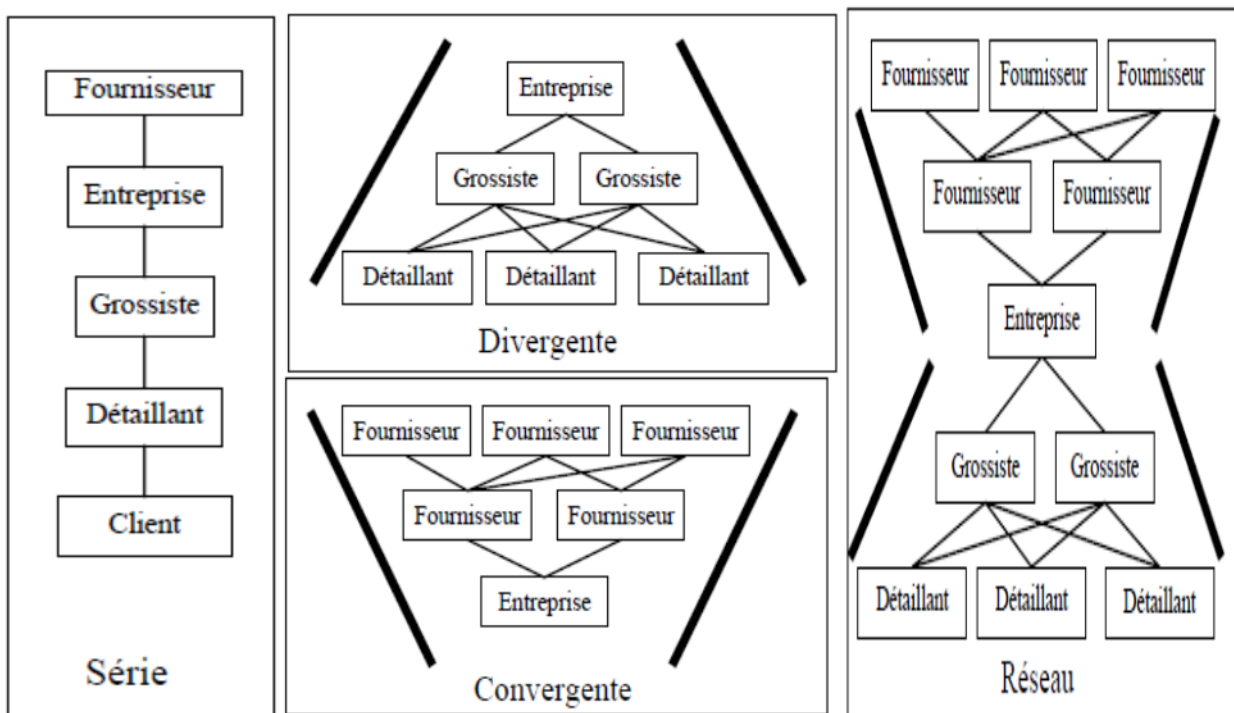 Fournisseur
Entreprise
Grossiste
Détaillant
Client
Série
Entreprise
Grossiste Grossiste
Détaillant Détaillant Détaillant
Divergente
Fournisseur Fournisseur Fournisseur
Fournisseur Fournisseur
Entreprise
Convergente
Fournisseur Fournisseur Fournisseur
Fournisseur Fournisseur
Entreprise
Grossiste Grossiste
Détaillant Détaillant Détaillant
Réseau